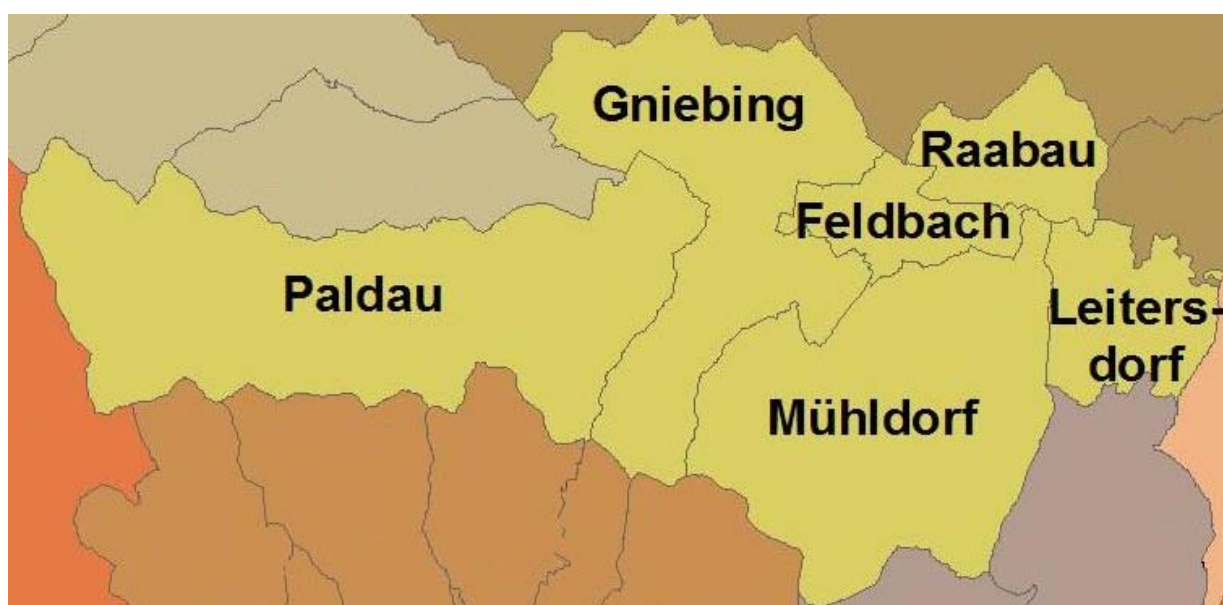 Gniebing
Raabau
Feldbach
Paldau
Leiters-
dorf
Mühldorf